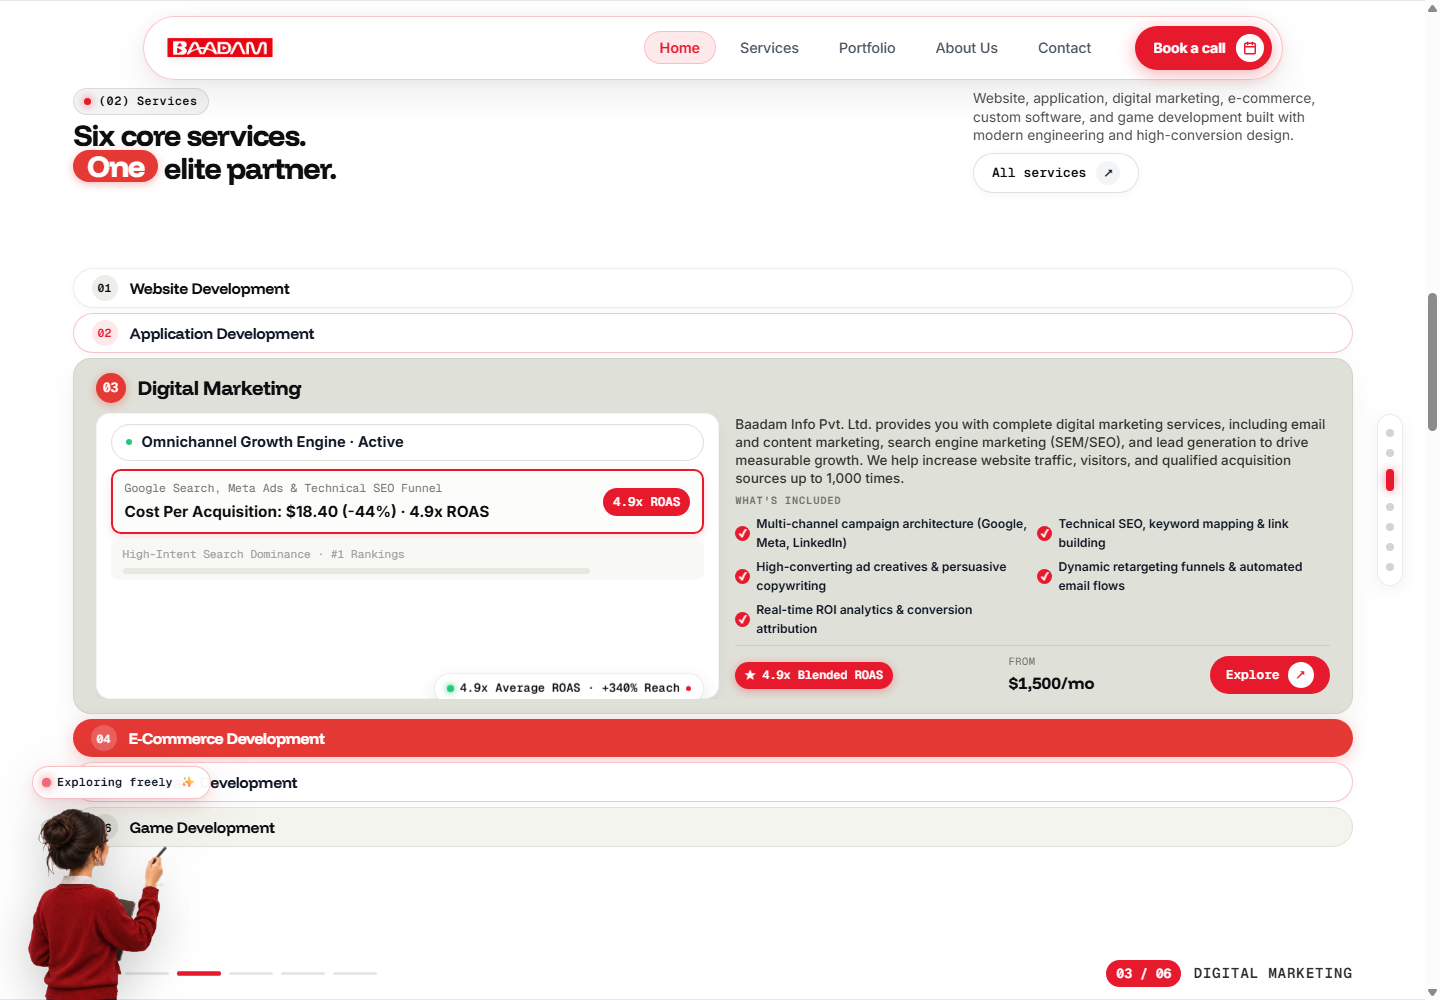 BAADAM
Home
Services
Portfolio
About Us
Contact
Book a call
(02) Services
Six core services.
One elite partner.
Website, application, digital marketing, e-commerce,
custom software, and game development built with
modern engineering and high-conversion design.
All services ↗
01 Website Development
02 Application Development
03 Digital Marketing
Omnichannel Growth Engine · Active
Google Search, Meta Ads & Technical SEO Funnel
Cost Per Acquisition: $18.40 (-44%) · 4.9x ROAS
4.9x ROAS
High-Intent Search Dominance · #1 Rankings
4.9x Average ROAS · +340% Reach
Baadam Info Pvt. Ltd. provides you with complete digital marketing services, including email
and content marketing, search engine marketing (SEM/SEO), and lead generation to drive
measurable growth. We help increase website traffic, visitors, and qualified acquisition
sources up to 1,000 times.
WHAT'S INCLUDED
Multi-channel campaign architecture (Google,
Meta, LinkedIn)
Technical SEO, keyword mapping & link
building
High-converting ad creatives & persuasive
copywriting
Dynamic retargeting funnels & automated
email flows
Real-time ROI analytics & conversion
attribution
★ 4.9x Blended ROAS
FROM
$1,500/mo
Explore ↗
04 E-Commerce Development
Exploring freely ✨
evelopment
6 Game Development
03 / 06 DIGITAL MARKETING